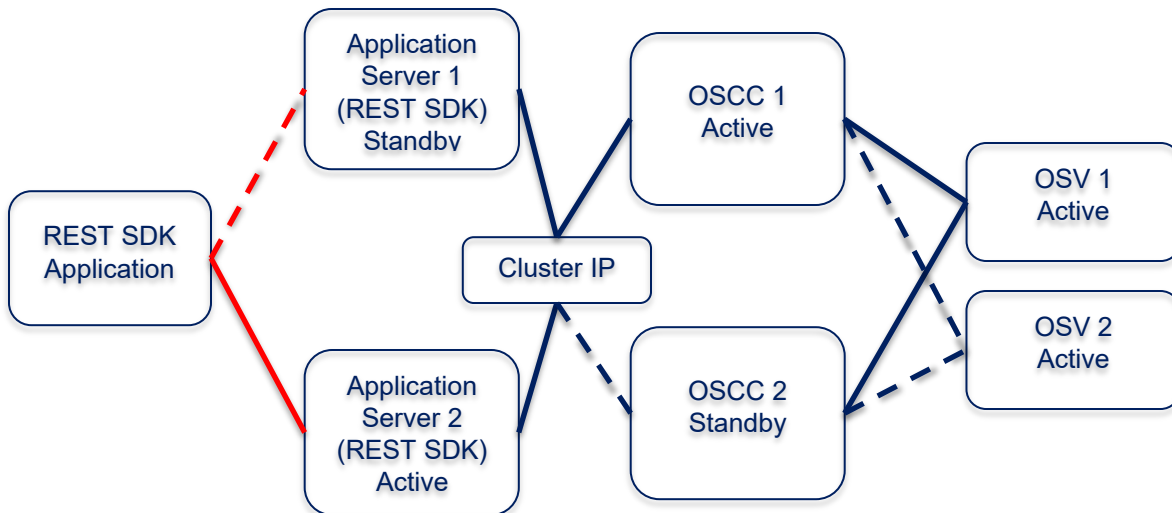 Application
Server 1
(REST SDK)
Standby
OSCC 1
Active
OSV 1
Active
REST SDK
Application
Cluster IP
OSV 2
Active
Application
Server 2
(REST SDK)
Active
OSCC 2
Standby